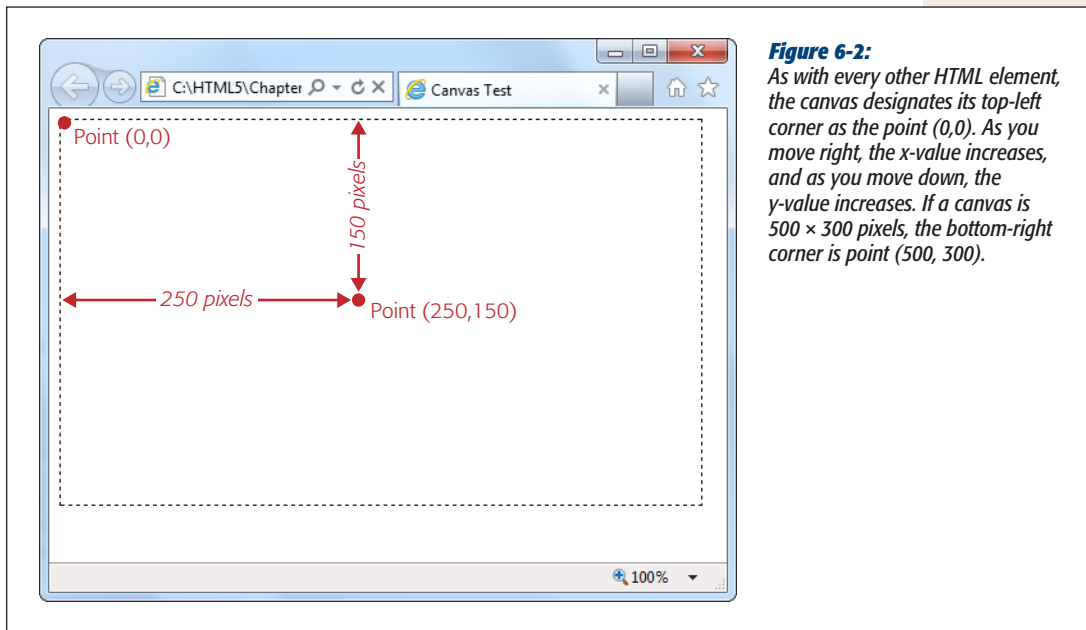 C:\HTML5\Chapter
Canvas Test
Point (0,0)
150 pixels
250 pixels
Point (250,150)
100%
Figure 6-2:
As with every other HTML element,
the canvas designates its top-left
corner as the point (0,0). As you
move right, the x-value increases,
and as you move down, the
y-value increases. If a canvas is
500 × 300 pixels, the bottom-right
corner is point (500, 300).